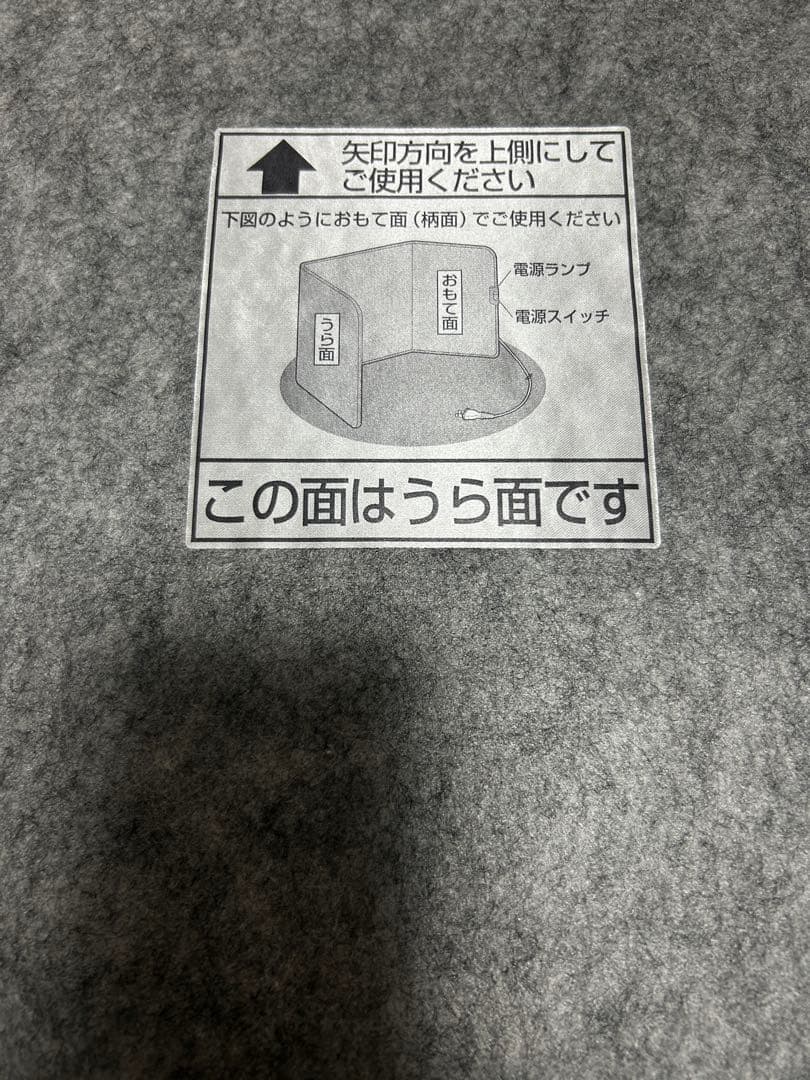 矢印方向を上側にして
ご使用ください
下図のようにおもて面（柄面）でご使用ください
電源ランプ
おもて面
電源スイッチ
うら面
この面はうら面です